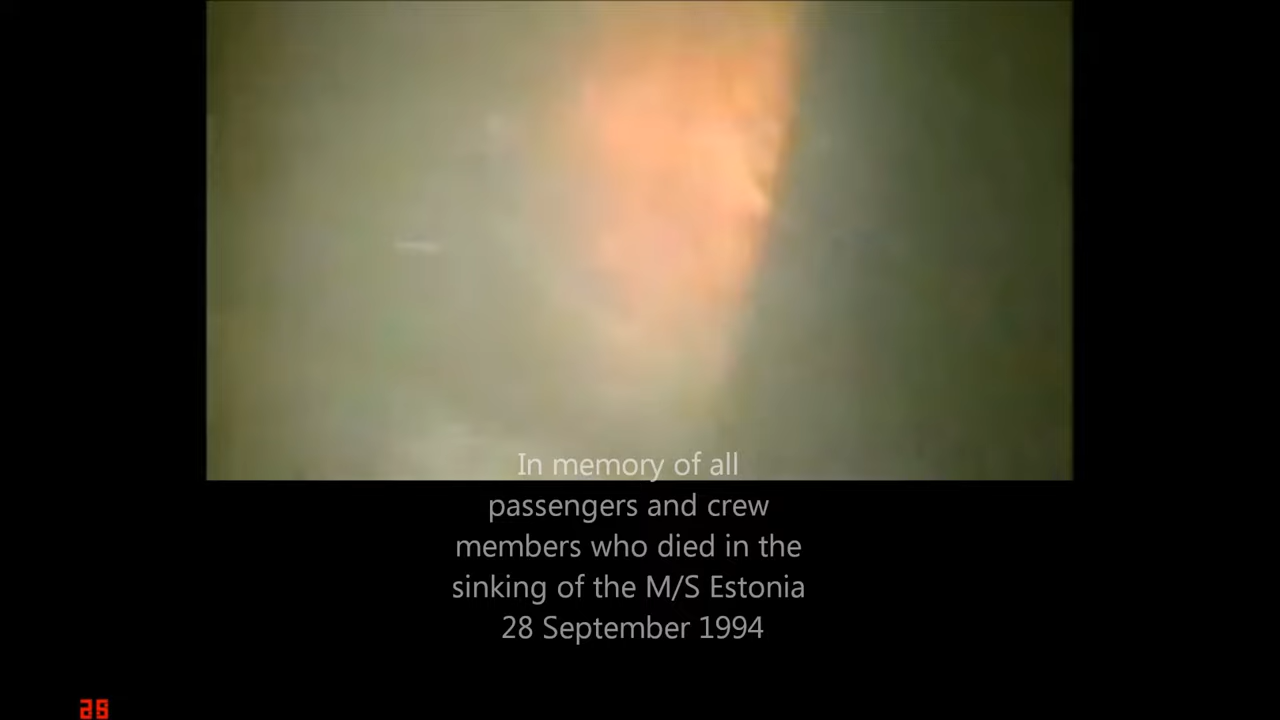 In memory of all
passengers and crew
members who died in the
sinking of the M/S Estonia
28 September 1994